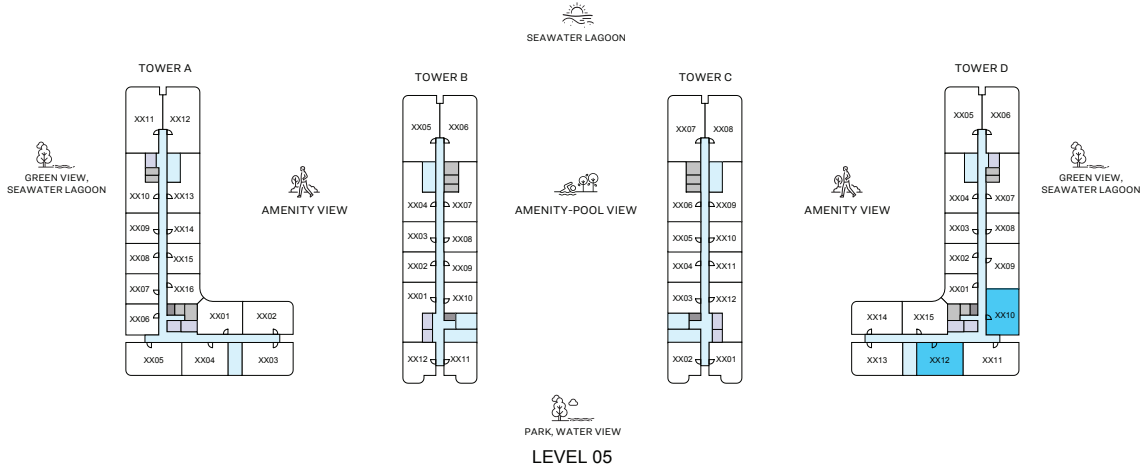 SEAWATER LAGOON
TOWER A
TOWER B
TOWER C
TOWER D
XX11 XX12
XX05 XX06
XX07 XX08
XX05 XX06
GREEN VIEW,
SEAWATER LAGOON
GREEN VIEW,
SEAWATER LAGOON
AMENITY VIEW
AMENITY-POOL VIEW
AMENITY VIEW
XX10 XX13
XX09 XX14
XX08 XX15
XX07 XX16
XX06 XX01 XX02
XX05 XX04 XX03
XX04 XX07
XX03 XX08
XX02 XX09
XX01 XX10
XX12 XX11
XX06 XX09
XX05 XX10
XX04 XX11
XX03 XX12
XX02 XX01
XX04 XX07
XX03 XX08
XX02 XX09
XX01 XX10
XX14 XX15
XX13 XX12 XX11
PARK, WATER VIEW
LEVEL 05